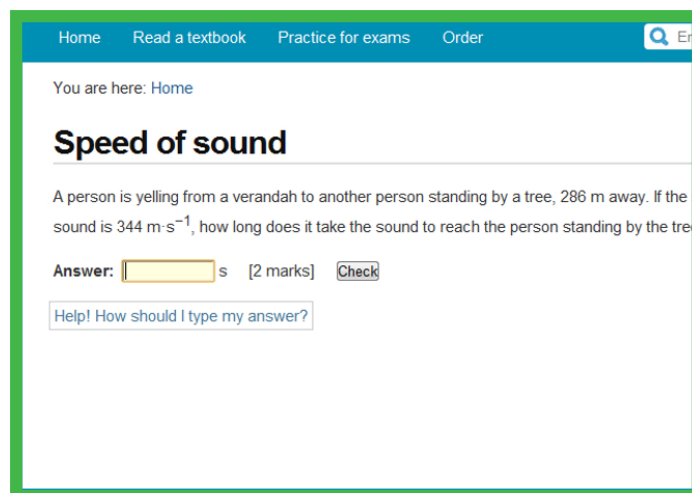 Home Read a textbook Practice for exams Order
You are here: Home
Speed of sound
A person is yelling from a verandah to another person standing by a tree, 286 m away. If the
sound is 344 m·s⁻¹, how long does it take the sound to reach the person standing by the
Answer: s [2 marks] Check
Help! How should I type my answer?